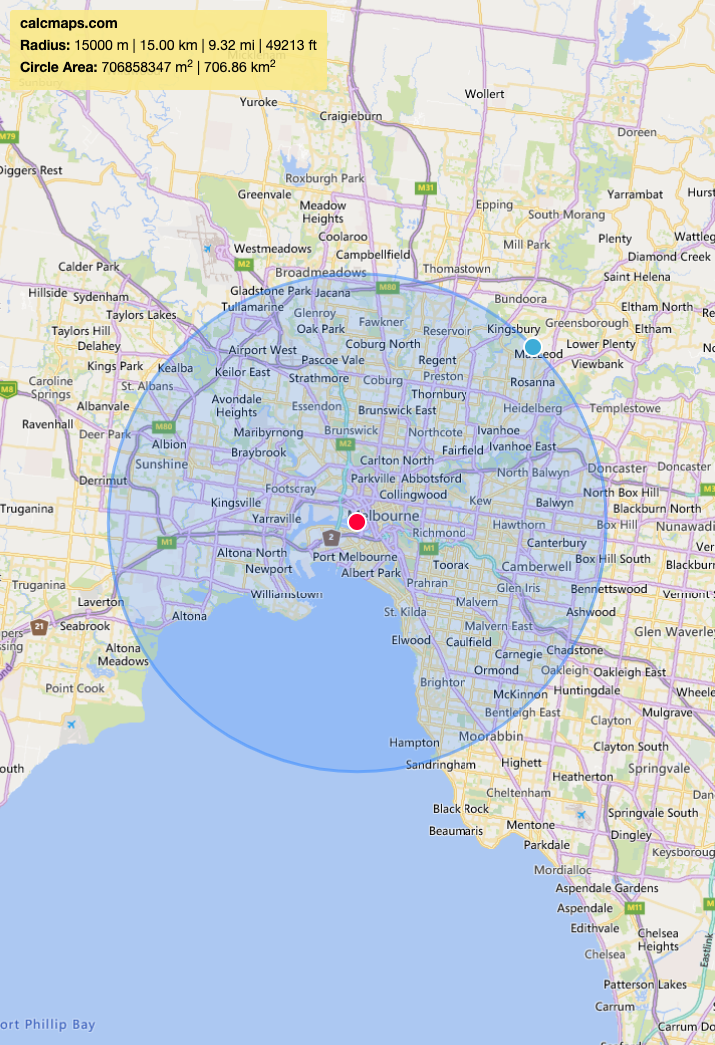 calcmaps.com
Radius: 15000 m | 15.00 km | 9.32 mi | 49213 ft
Circle Area: 706858347 m² | 706.86 km²
Wollert
Yuroke
Craigieburn
Doreen
M79
Diggers Rest
Roxburgh Park
M31
Greenvale
Yarrambat
Hurst
Meadow
Heights
Epping
South Morang
Coolaroo
Plenty
Wattleg
Westmeadows
Mill Park
Campbellfield
Diamond Creek
M2
Calder Park
Broadmeadows
Thomastown
Saint Helena
M80
Hillside
Sydenham
Gladstone Park
Jacana
Bundoora
Tullamarine
Eltham North
Taylors Lakes
Glenroy
Fawkner
Greensborough
Taylors Hill
Oak Park
Reservoir
Kingsbury
Eltham
Delahey
Coburg North
Lower Plenty
Airport West
McLeod
Kings Park
Kealba
Pascoe Vale
Regent
Viewbank
Keilor East
Caroline
Springs
St. Albans
Strathmore
Coburg
Preston
Rosanna
M8
Thornbury
Albanvale
Avondale
Heights
Essendon
Brunswick East
Heidelberg
Templestowe
Ravenhall
M80
Deer Park
Maribyrnong
Brunswick
Northcote
Ivanhoe
Albion
M2
Ivanhoe East
Braybrook
Fairfield
Sunshine
Carlton North
Doncaster
Doncaster
North Balwyn
Derrimut
Parkville
Abbotsford
Footscray
M3
Collingwood
North Box Hill
Kingsville
Kew
Balwyn
Truganina
Blackburn North
Yarraville
Melbourne
Hawthorn
Box Hill
Nunawadi
2
Richmond
M1
Canterbury
M1
Altona North
Port Melbourne
Box Hill South
Toorak
Camberwell
Newport
Albert Park
Truganina
Prahran
Glen Iris
Bennettswood
Williamstown
Laverton
Malvern
St. Kilda
Ashwood
Altona
21
Seabrook
Malvern East
Glen Waverle
Elwood
Caulfield
Altona
Meadows
Carnegie
Chadstone
Ormond
Oakleigh
Oakleigh East
Point Cook
Brighton
McKinnon
Huntingdale
Wheele
Bentleigh East
Mulgrave
Clayton
Moorabbin
Hampton
Clayton South
Sandringham
Highett
Springvale
Heatherton
Cheltenham
Black Rock
Springvale South
Mentone
Beaumaris
Dingley
Parkdale
Keysboroug
Mordialloc
Aspendale Gardens
Aspendale
M11
Edithvale
Chelsea
Heights
Chelsea
Eastlink
Patterson Lakes
Carrum
ort Phillip Bay
Carrum Do